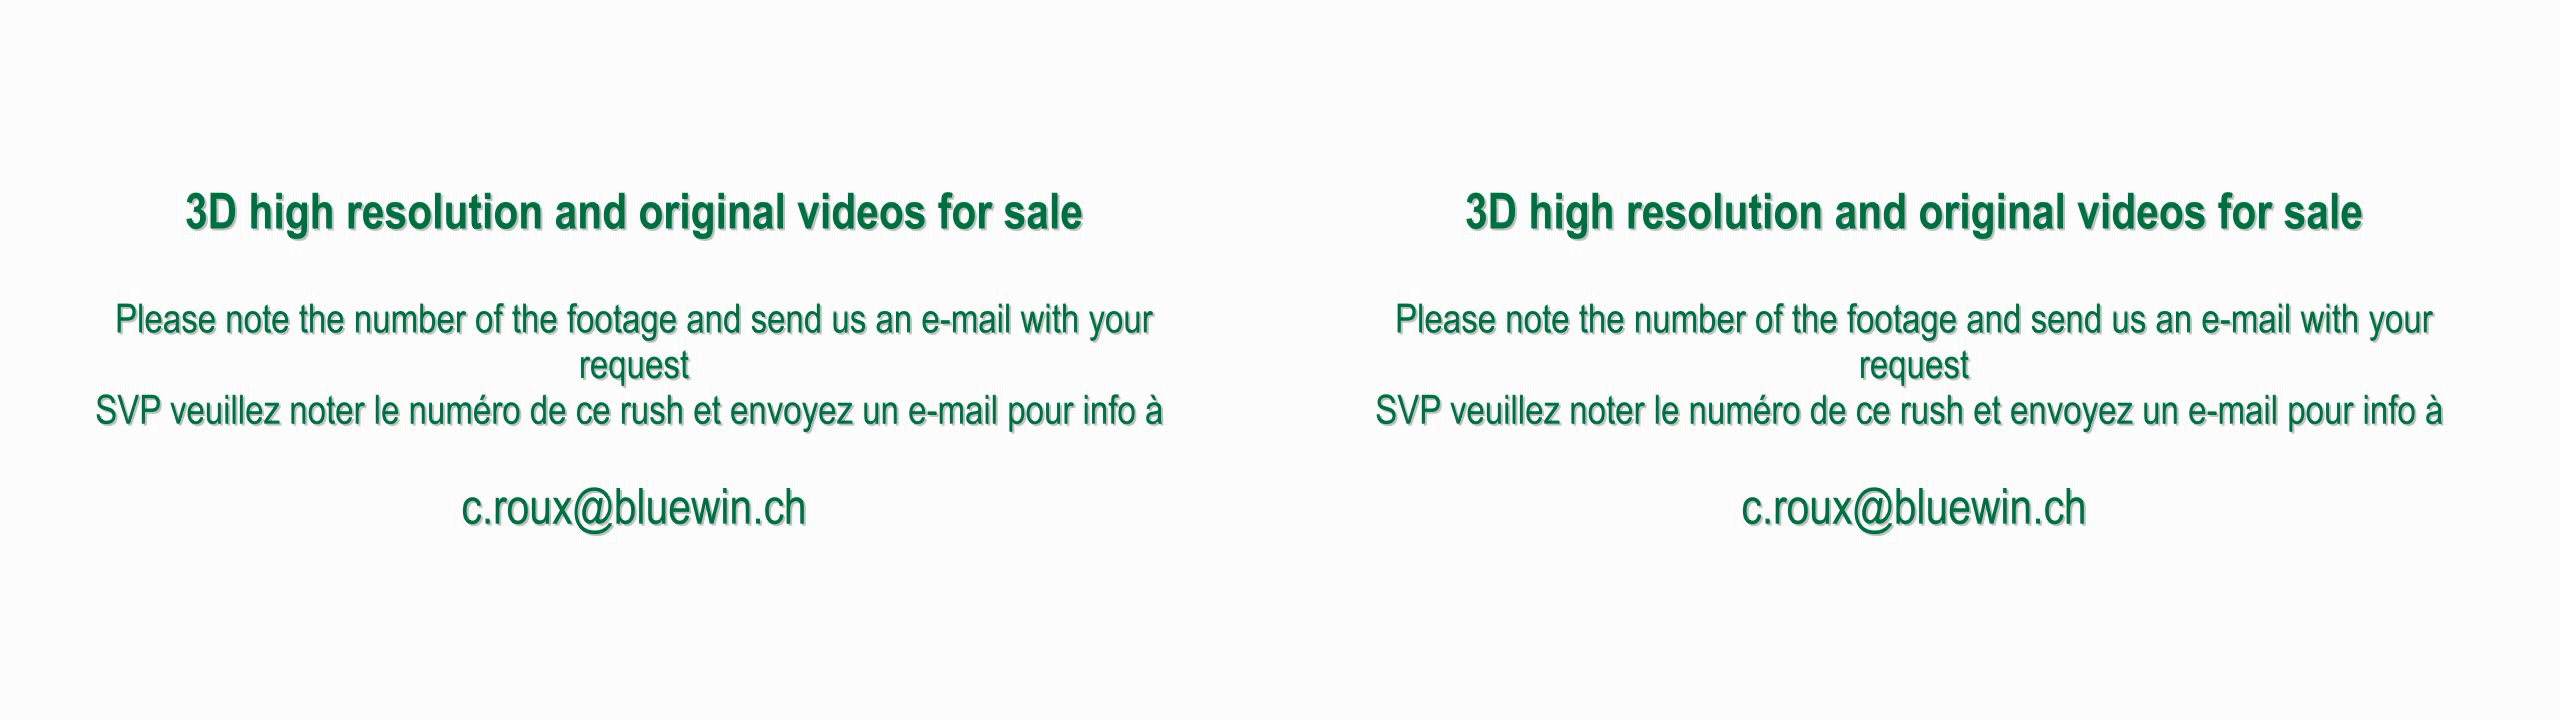 3D high resolution and original videos for sale
Please note the number of the footage and send us an e-mail with your
request
SVP veuillez noter le numéro de ce rush et envoyez un e-mail pour info à
c.roux@bluewin.ch
3D high resolution and original videos for sale
Please note the number of the footage and send us an e-mail with your
request
SVP veuillez noter le numéro de ce rush et envoyez un e-mail pour info à
c.roux@bluewin.ch